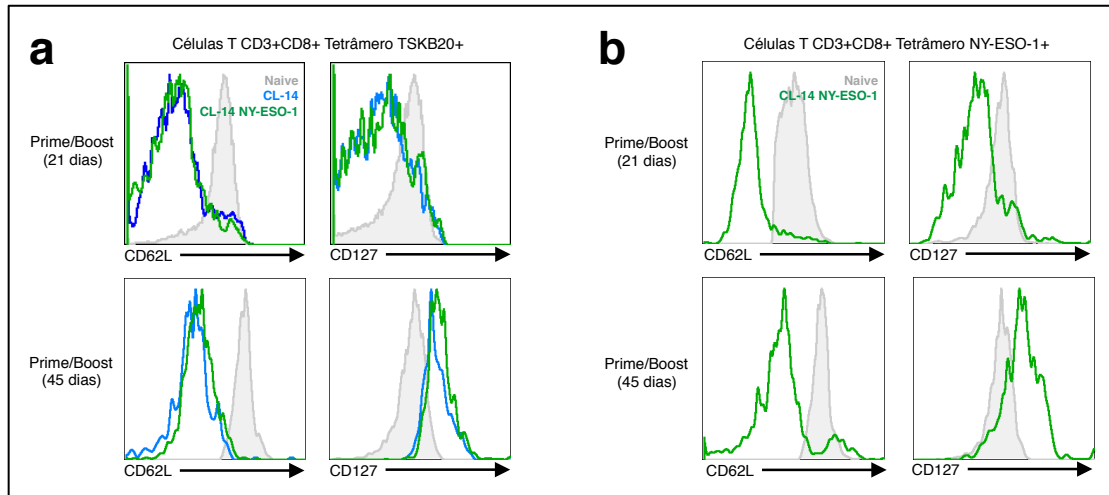 a
Células T CD3+CD8+ Tetrâmero TSKB20+
Naive
CL-14
CL-14 NY-ESO-1
Prime/Boost
(21 dias)
CD62L
CD127
Prime/Boost
(45 dias)
CD62L
CD127
b
Células T CD3+CD8+ Tetrâmero NY-ESO-1+
Naive
CL-14 NY-ESO-1
Prime/Boost
(21 dias)
CD62L
CD127
Prime/Boost
(45 dias)
CD62L
CD127